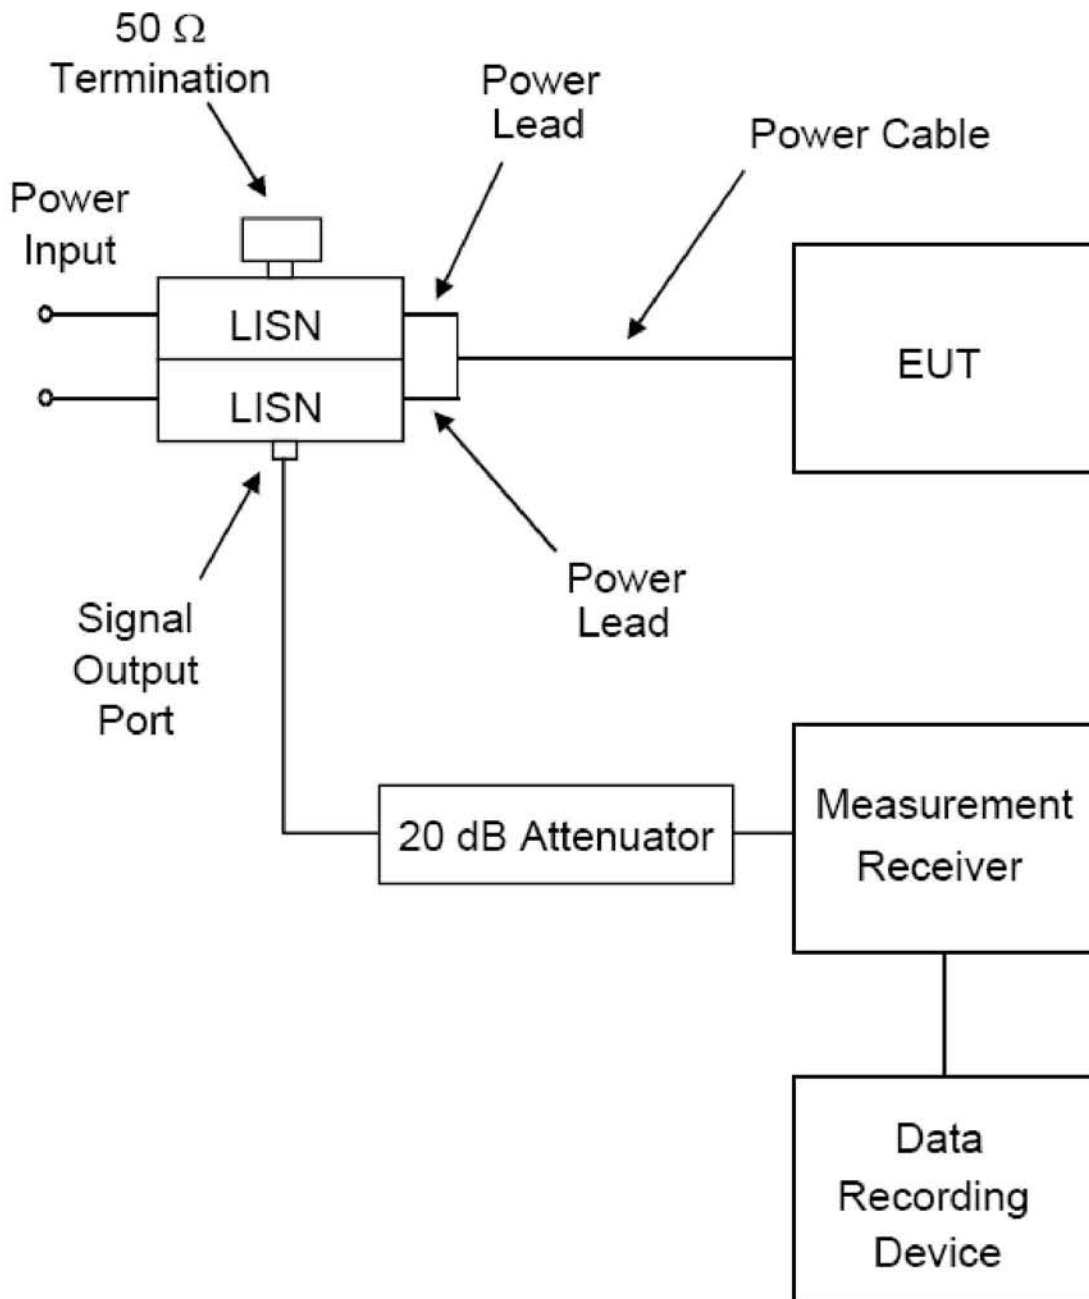 50 Ω
Termination
Power
Lead
Power Cable
Power
Input
LISN
LISN
EUT
Power
Lead
Signal
Output
Port
20 dB Attenuator
Measurement
Receiver
Data
Recording
Device